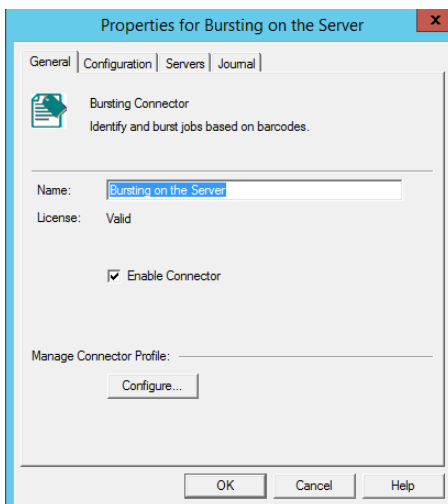 Properties for Bursting on the Server
x
General Configuration Servers Journal
Bursting Connector
Identify and burst jobs based on barcodes.
Name: Bursting on the Server
License: Valid
Enable Connector
Manage Connector Profile:
Configure...
OK Cancel Help